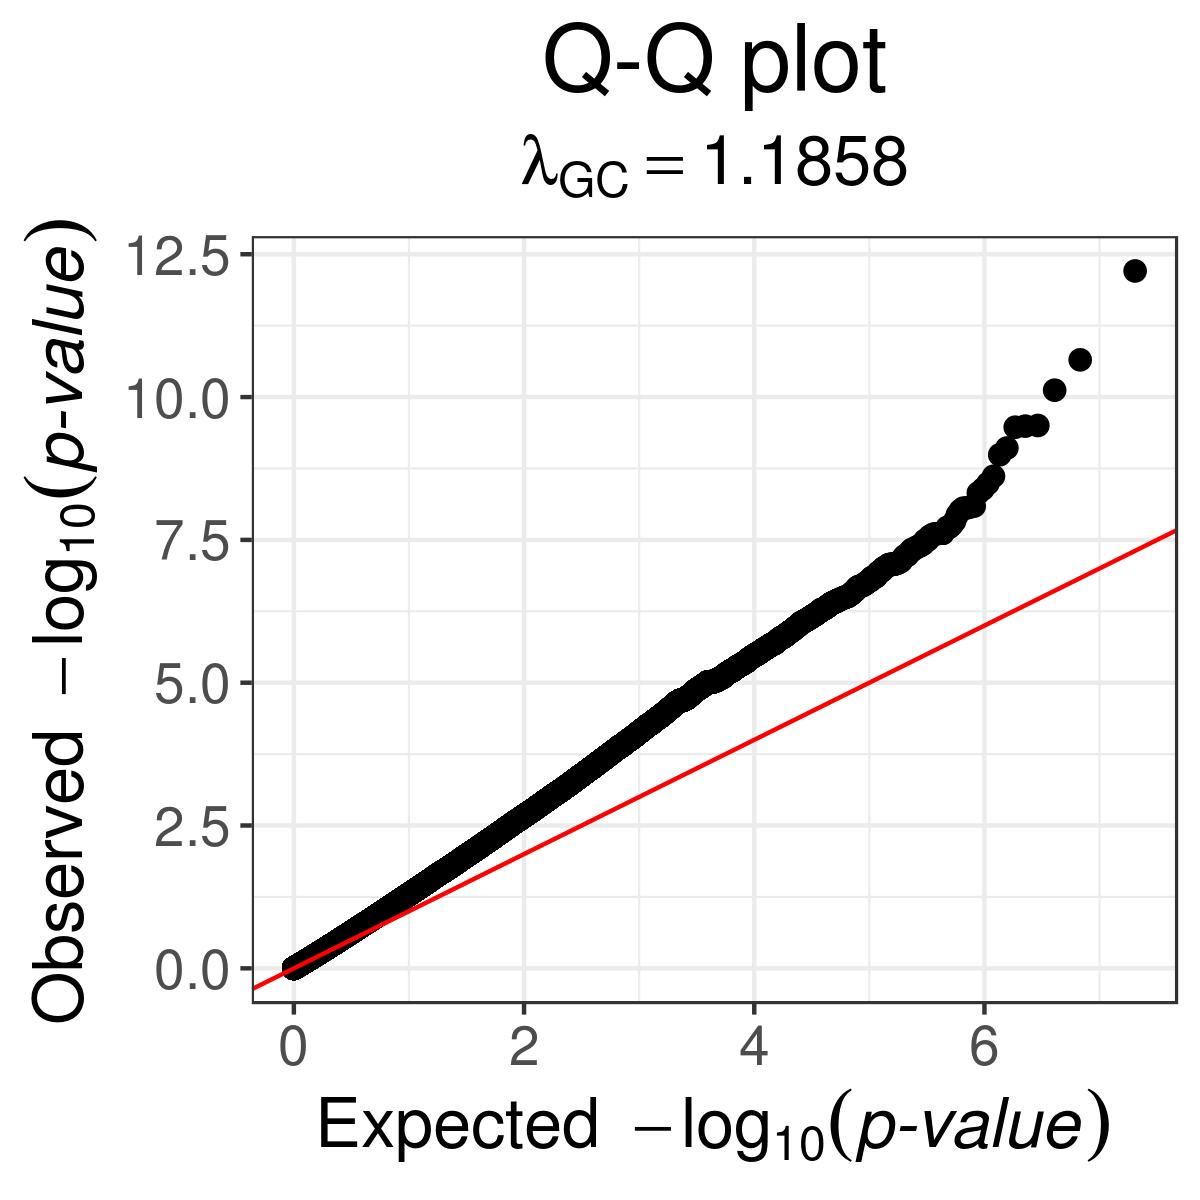 Q-Q plot
λGC = 1.1858
Observed −log10(p-value)
12.5
10.0
7.5
5.0
2.5
0.0
0 2 4 6
Expected −log10(p-value)